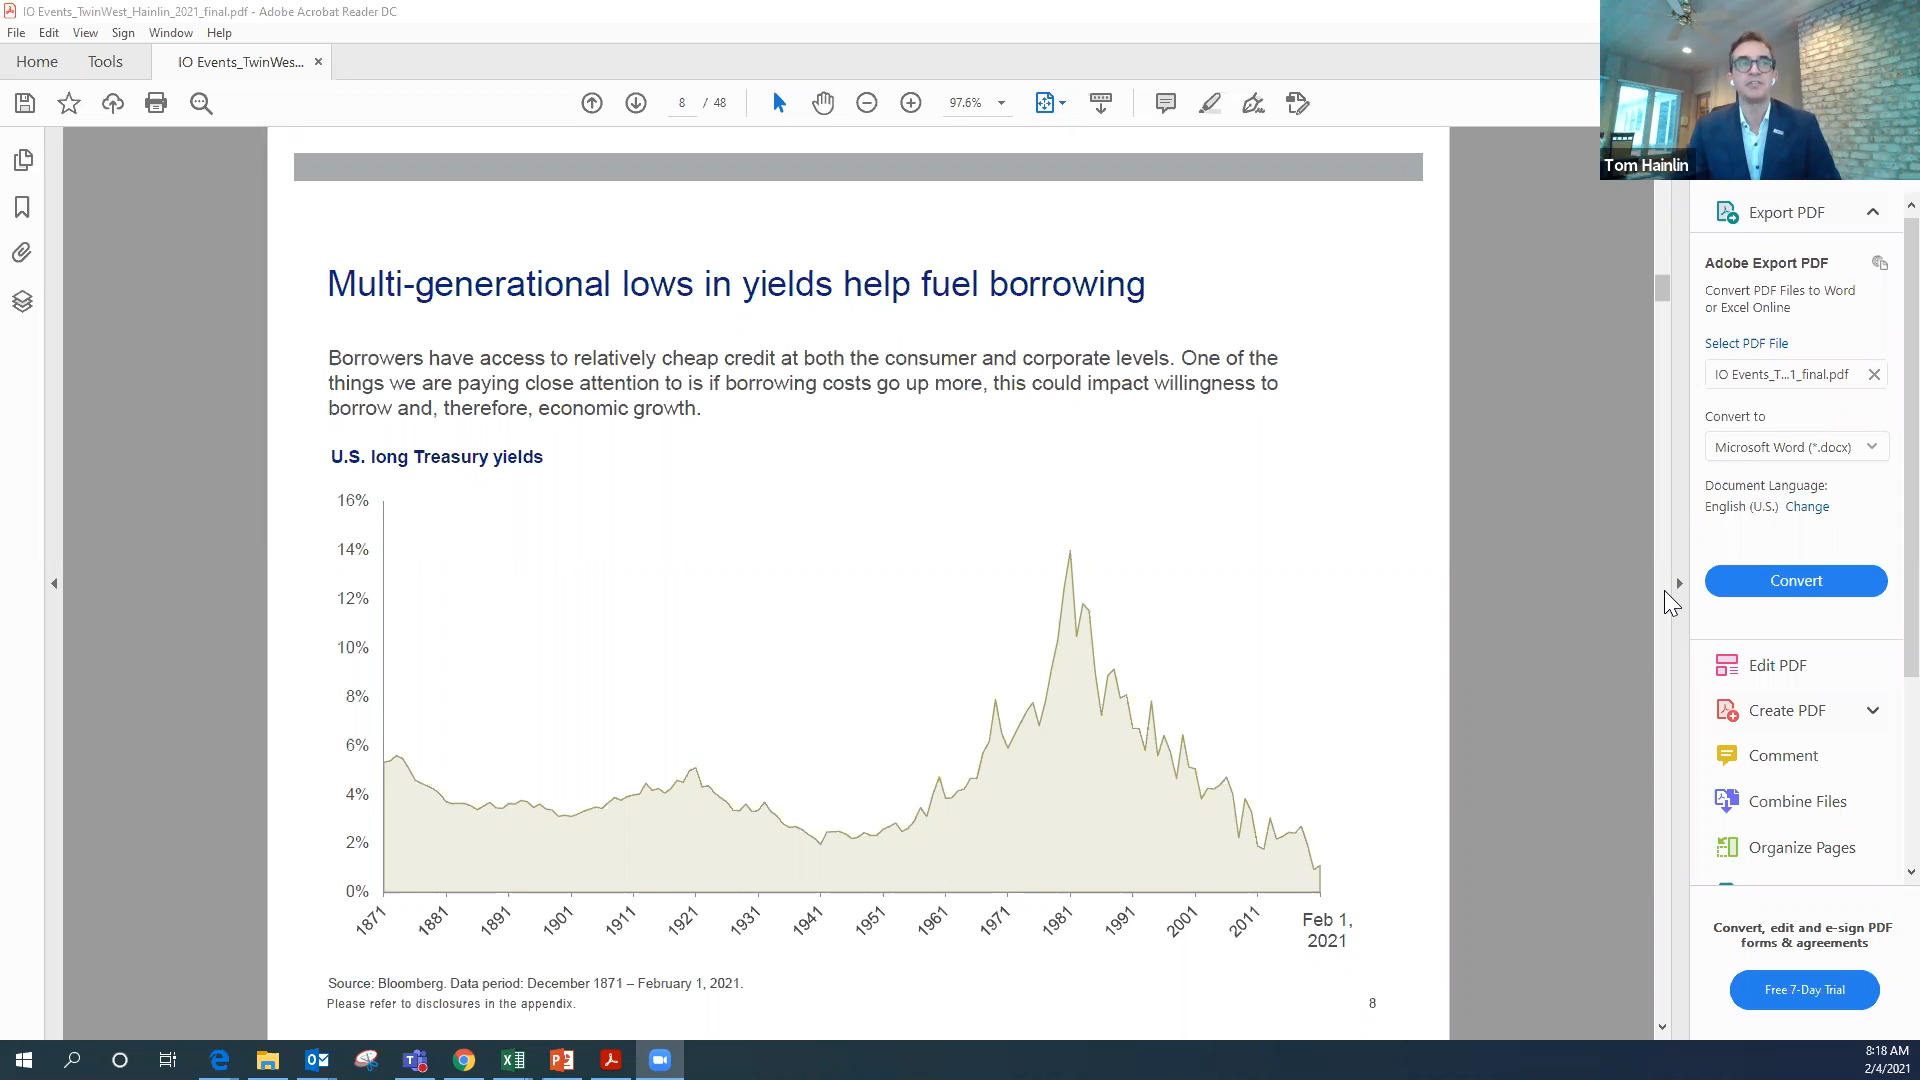 IO Events_TwinWest_Hainlin_2021_final.pdf - Adobe Acrobat Reader DC
File Edit View Sign Window Help
Home Tools IO Events_TwinWes... ×
8 / 48 97.6%
Tom Hainlin
Multi-generational lows in yields help fuel borrowing
Borrowers have access to relatively cheap credit at both the consumer and corporate levels. One of the
things we are paying close attention to is if borrowing costs go up more, this could impact willingness to
borrow and, therefore, economic growth.
U.S. long Treasury yields
16%
14%
12%
10%
8%
6%
4%
2%
0%
1871 1881 1891 1901 1911 1921 1931 1941 1951 1961 1971 1981 1991 2001 2011 Feb 1,
2021
Source: Bloomberg. Data period: December 1871 – February 1, 2021.
Please refer to disclosures in the appendix.
8
Export PDF
Adobe Export PDF
Convert PDF Files to Word
or Excel Online
Select PDF File
IO Events_T...1_final.pdf
Convert to
Microsoft Word (*.docx)
Document Language:
English (U.S.) Change
Convert
Edit PDF
Create PDF
Comment
Combine Files
Organize Pages
Convert, edit and e-sign PDF
forms & agreements
Free 7-Day Trial
8:18 AM
2/4/2021